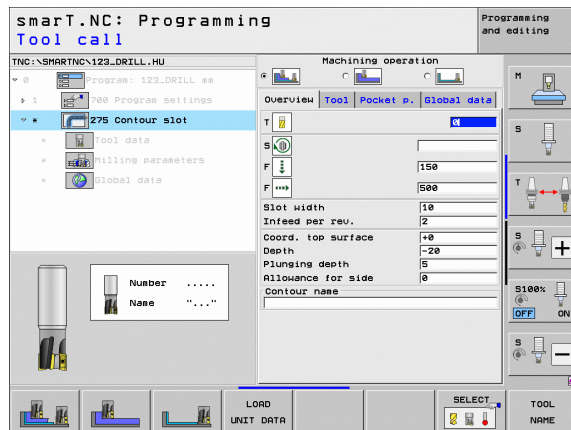 smarT.NC: Programming
Tool call
Programming
and editing
TNC:\SMARTNC\123_DRILL.HU
0 Program: 123_DRILL mm
1 700 Program settings
* 275 Contour slot
* Tool data
* Milling parameters
* Global data
Machining operation
Overview Tool Pocket p. Global data
T 0
S
F 150
F 500
Slot width 10
Infeed per rev. 2
Coord. top surface +0
Depth -20
Plunging depth 5
Allowance for side 0
Contour name
Number .....
Name "..."
M
S
T
S
S100%
OFF ON
S
LOAD
UNIT DATA
SELECT
TOOL
NAME